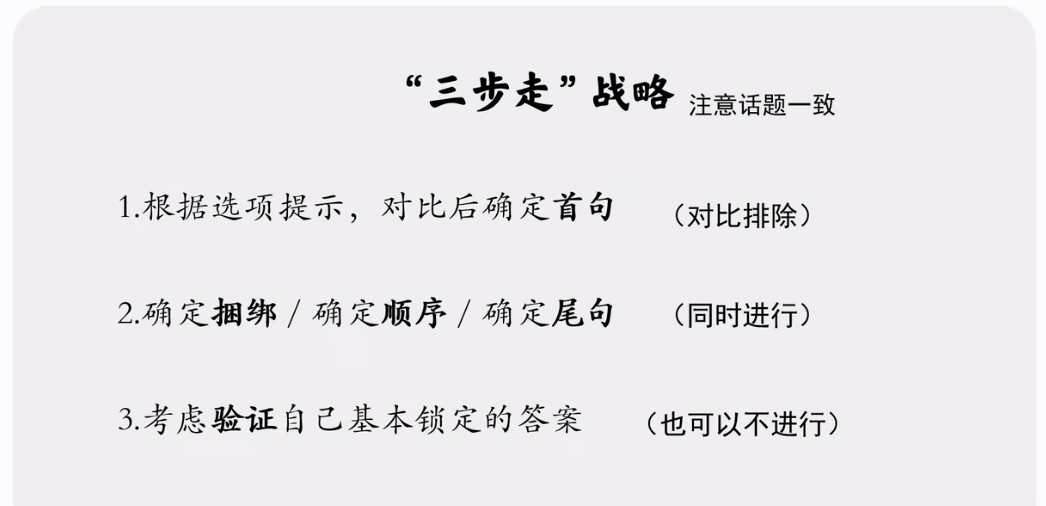 “三步走”战略 注意话题一致
1.根据选项提示，对比后确定首句 （对比排除）
2.确定捆绑 / 确定顺序 / 确定尾句 （同时进行）
3.考虑验证自己基本锁定的答案 （也可以不进行）